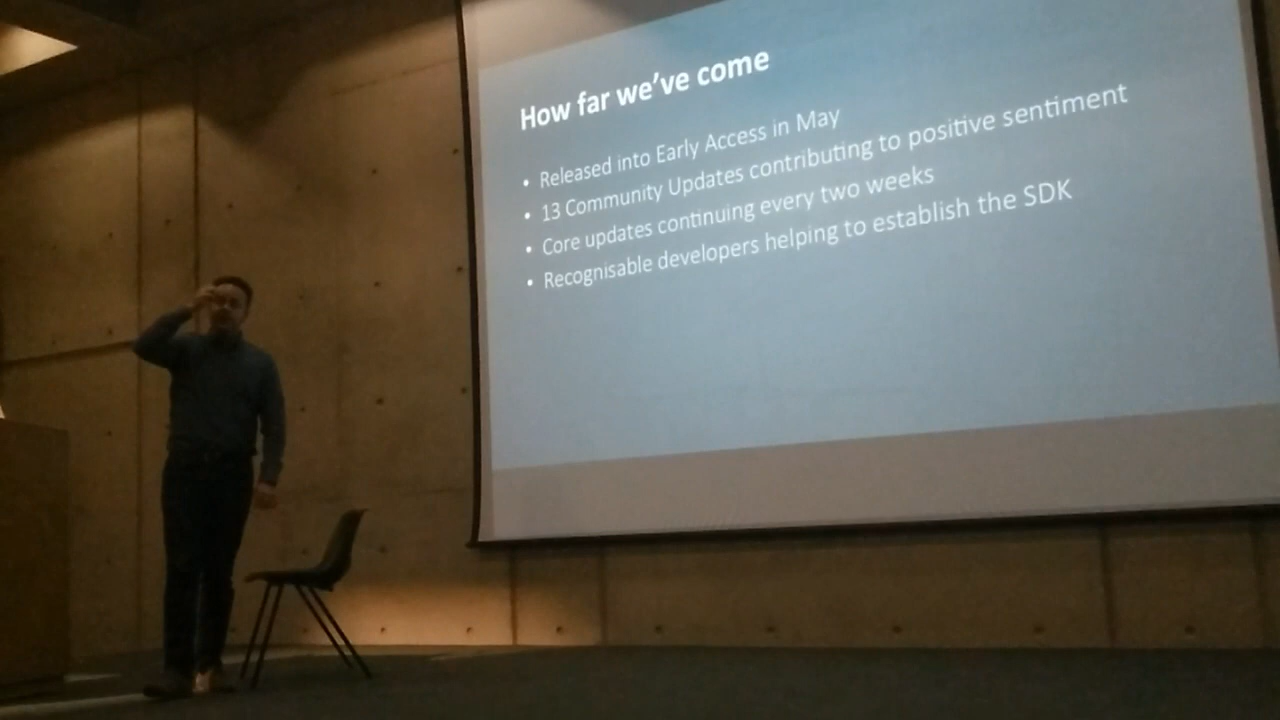 How far we've come
• Released into Early Access in May
• 13 Community Updates contributing to positive sentiment
• Core updates continuing every two weeks
• Recognisable developers helping to establish the SDK